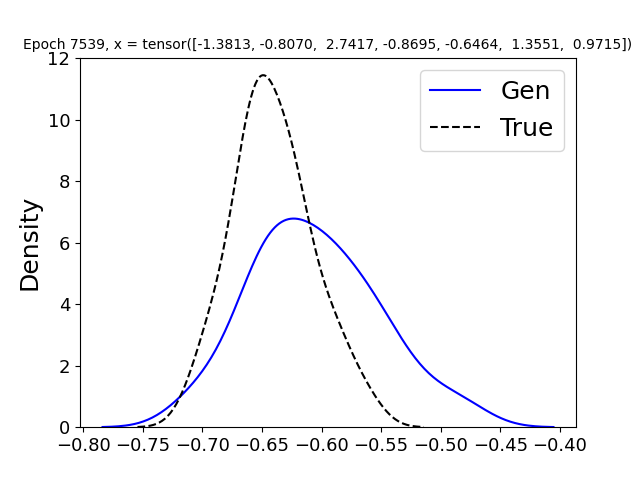 Epoch 7539, x = tensor([-1.3813, -0.8070,  2.7417, -0.8695, -0.6464,  1.3551,  0.9715])
12
10
8
6
4
2
0
Density
Gen
True
−0.80 −0.75 −0.70 −0.65 −0.60 −0.55 −0.50 −0.45 −0.40